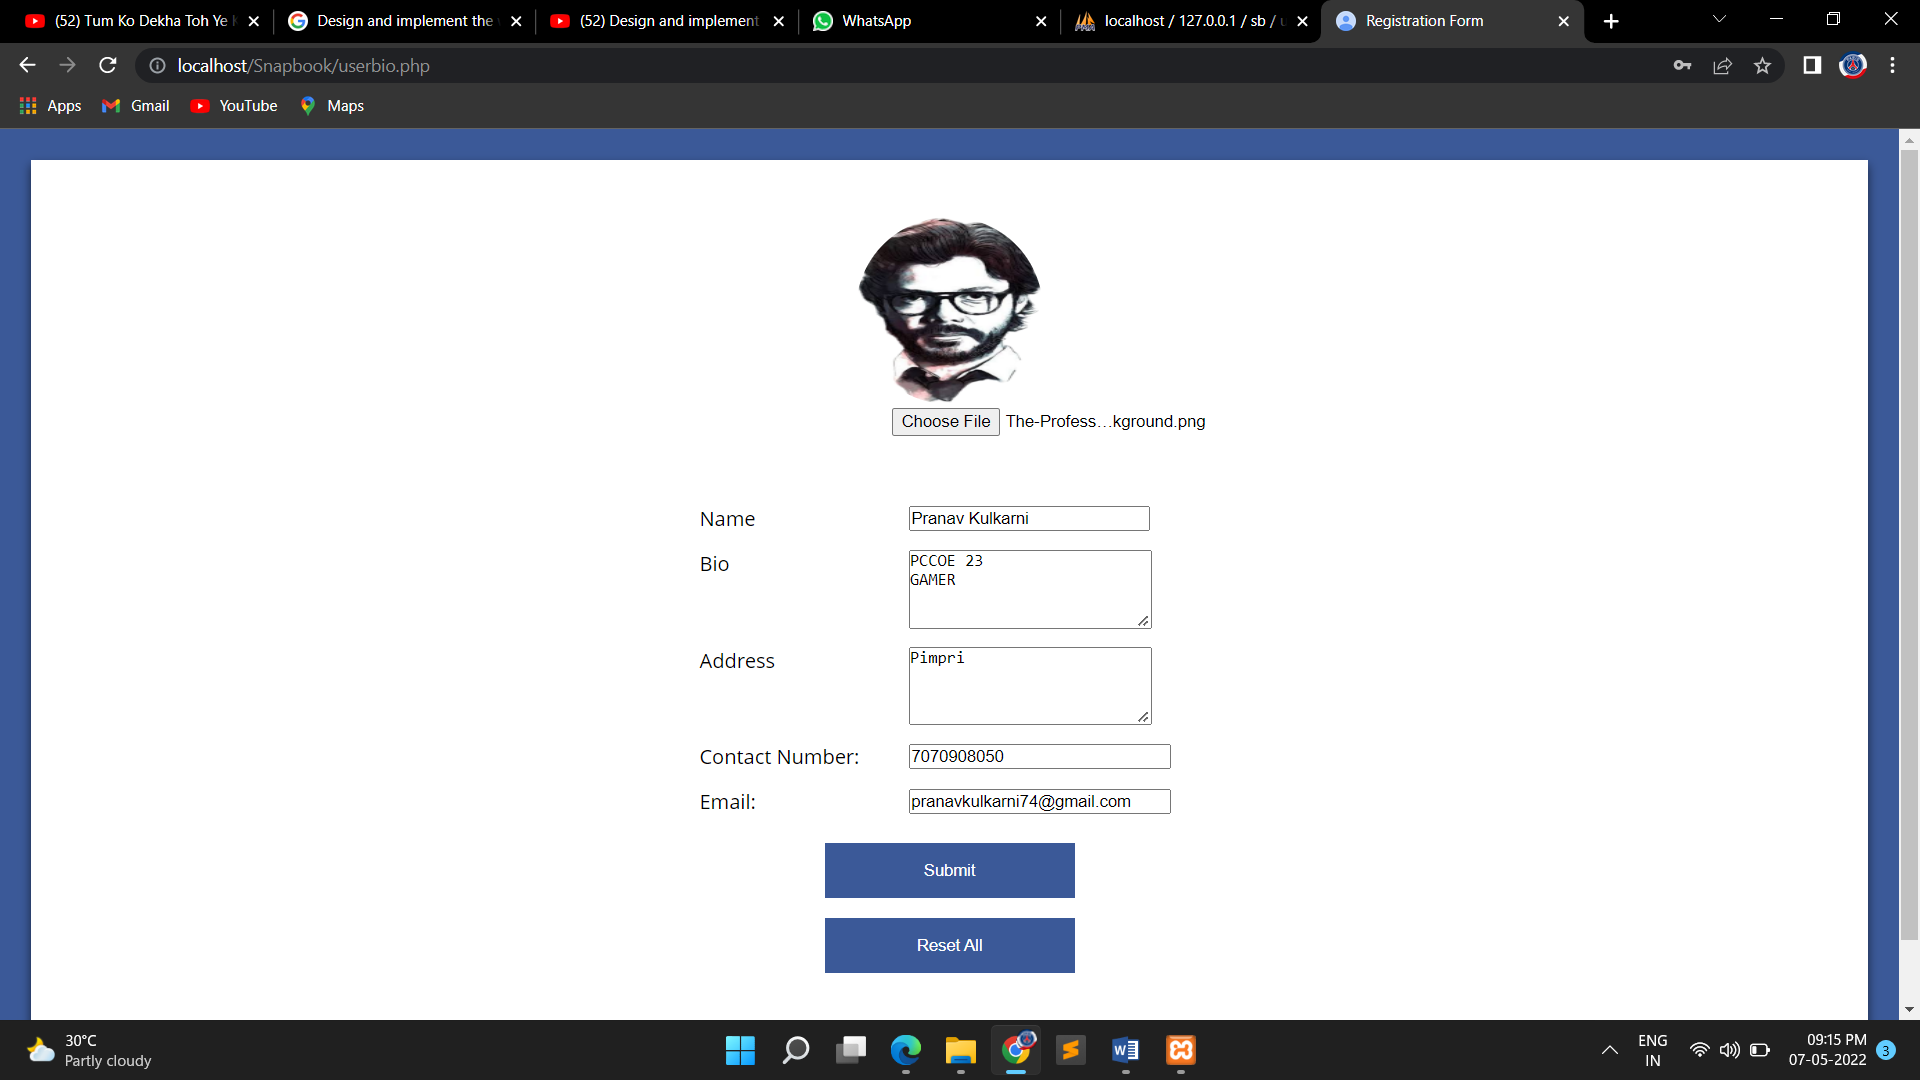 (52) Tum Ko Dekha Toh Ye
Design and implement the
(52) Design and implement
WhatsApp
localhost / 127.0.0.1 / sb /
Registration Form
localhost/Snapbook/userbio.php
Apps
Gmail
YouTube
Maps
Choose File The-Profess…kground.png
Name Pranav Kulkarni
Bio PCCOE 23
GAMER
Address Pimpri
Contact Number: 7070908050
Email: pranavkulkarni74@gmail.com
Submit
Reset All
30°C
Partly cloudy
ENG
IN
09:15 PM
07-05-2022
3